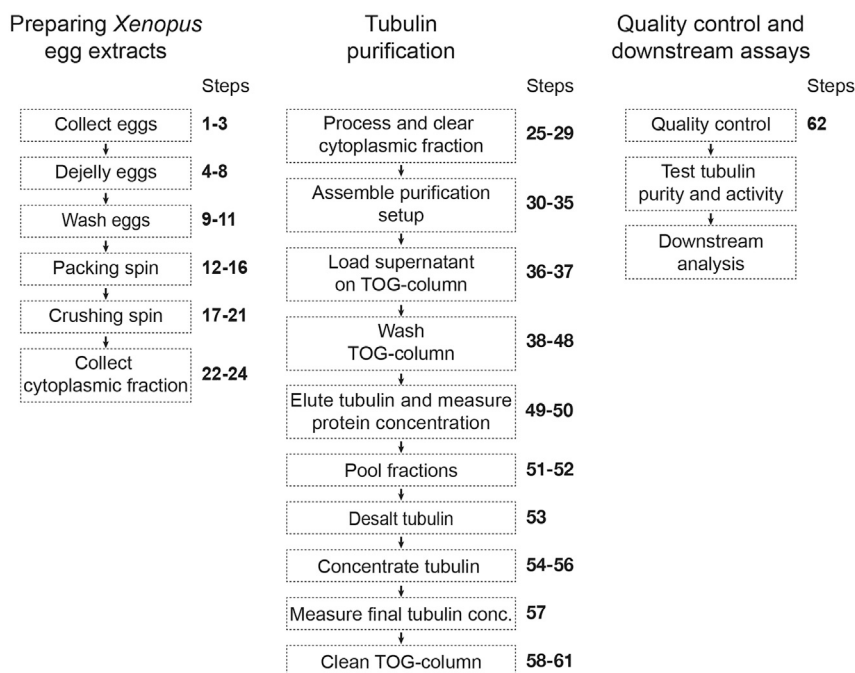 Preparing Xenopus
egg extracts
Steps
Collect eggs 1-3
Dejelly eggs 4-8
Wash eggs 9-11
Packing spin 12-16
Crushing spin 17-21
Collect
cytoplasmic fraction 22-24
Tubulin
purification
Steps
Process and clear
cytoplasmic fraction 25-29
Assemble purification
setup 30-35
Load supernatant
on TOG-column 36-37
Wash
TOG-column 38-48
Elute tubulin and measure
protein concentration 49-50
Pool fractions 51-52
Desalt tubulin 53
Concentrate tubulin 54-56
Measure final tubulin conc. 57
Clean TOG-column 58-61
Quality control and
downstream assays
Steps
Quality control 62
Test tubulin
purity and activity
Downstream
analysis